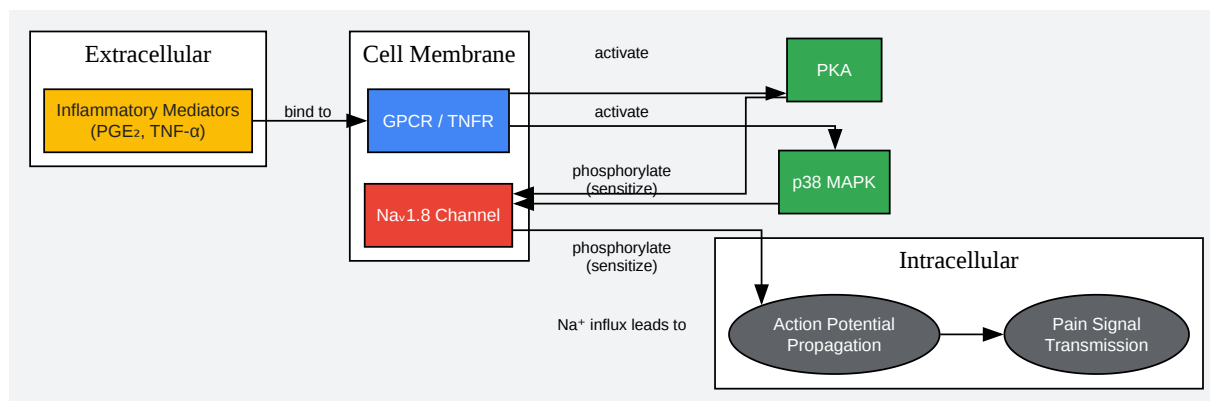 Extracellular
Inflammatory Mediators
(PGE₂, TNF-α)
bind to
Cell Membrane
GPCR / TNFR
Naᵥ1.8 Channel
activate
activate
phosphorylate
(sensitize)
phosphorylate
(sensitize)
Na⁺ influx leads to
PKA
p38 MAPK
Intracellular
Action Potential
Propagation
Pain Signal
Transmission